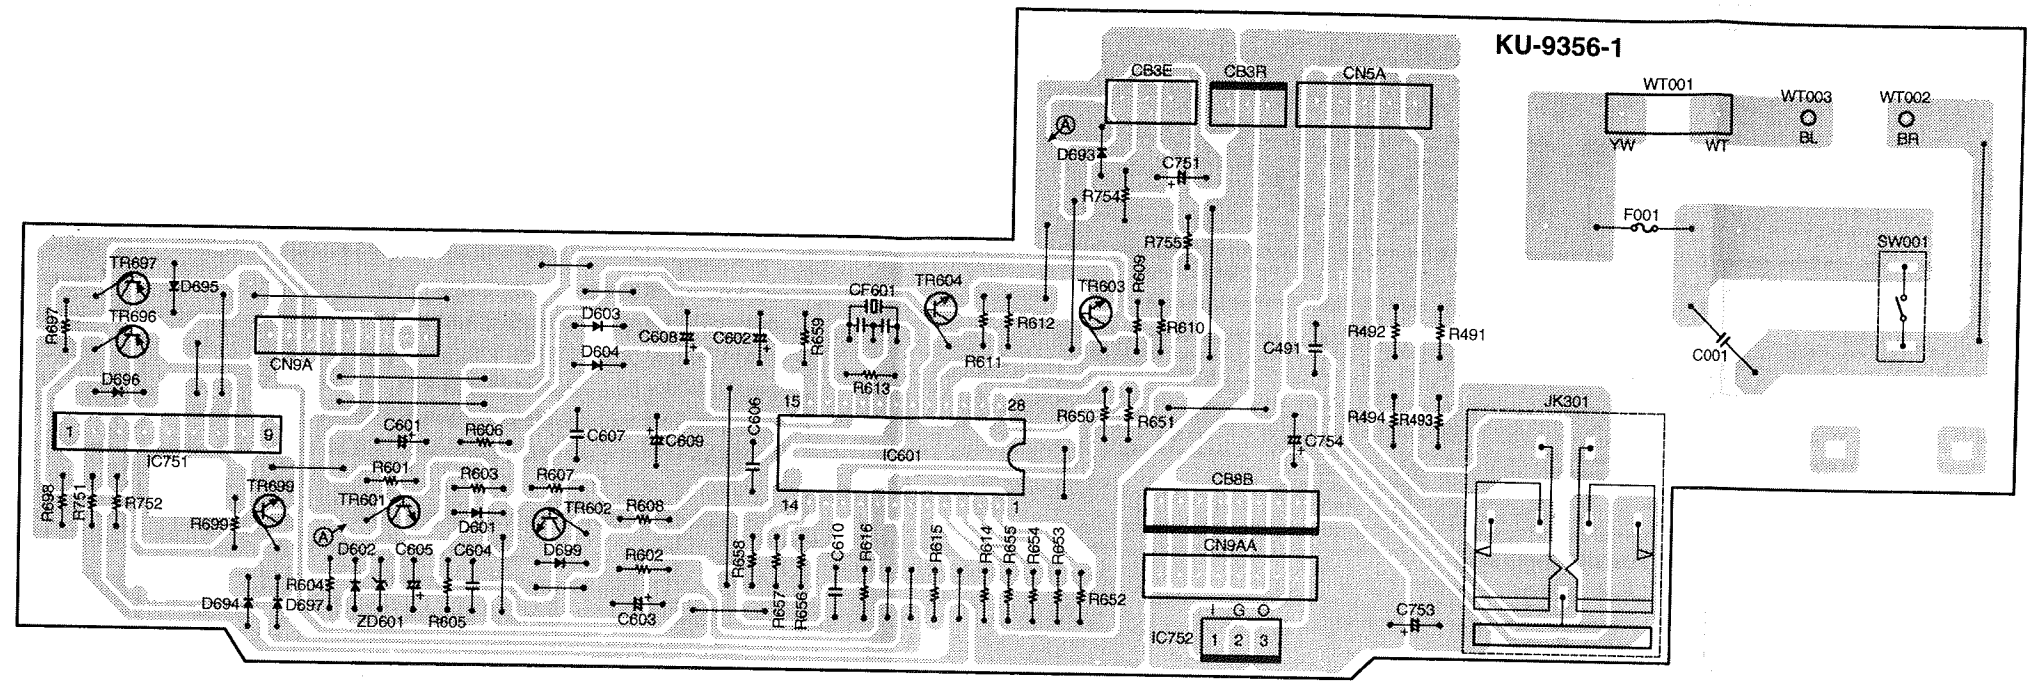 KU-9356-1
CB3E
CB3R
CN5A
WT001
WT003
WT002
YW
WT
BL
BR
A
D693
C751
+
R754
F001
R755
SW001
TR697
D695
TR696
R697
D696
CN9A
D603
D604
C608
+
C602
+
R659
CF601
TR604
R612
R611
TR603
R609
R610
R613
C491
R492
R491
C001
1
9
IC751
C601
+
R606
C607
+
C609
C606
15
28
IC601
14
1
R650
R651
C754
+
R494
R493
JK301
R698
R751
R752
TR699
R699
R601
TR601
R603
D601
R607
TR602
R608
CB8B
A
D602
C605
+
C604
D699
R602
R658
R657
R656
C610
R616
R615
R614
R655
R654
R653
R652
CN9AA
D694
D697
R604
ZD601
R605
C603
+
I G O
IC752
1 2 3
C753
+